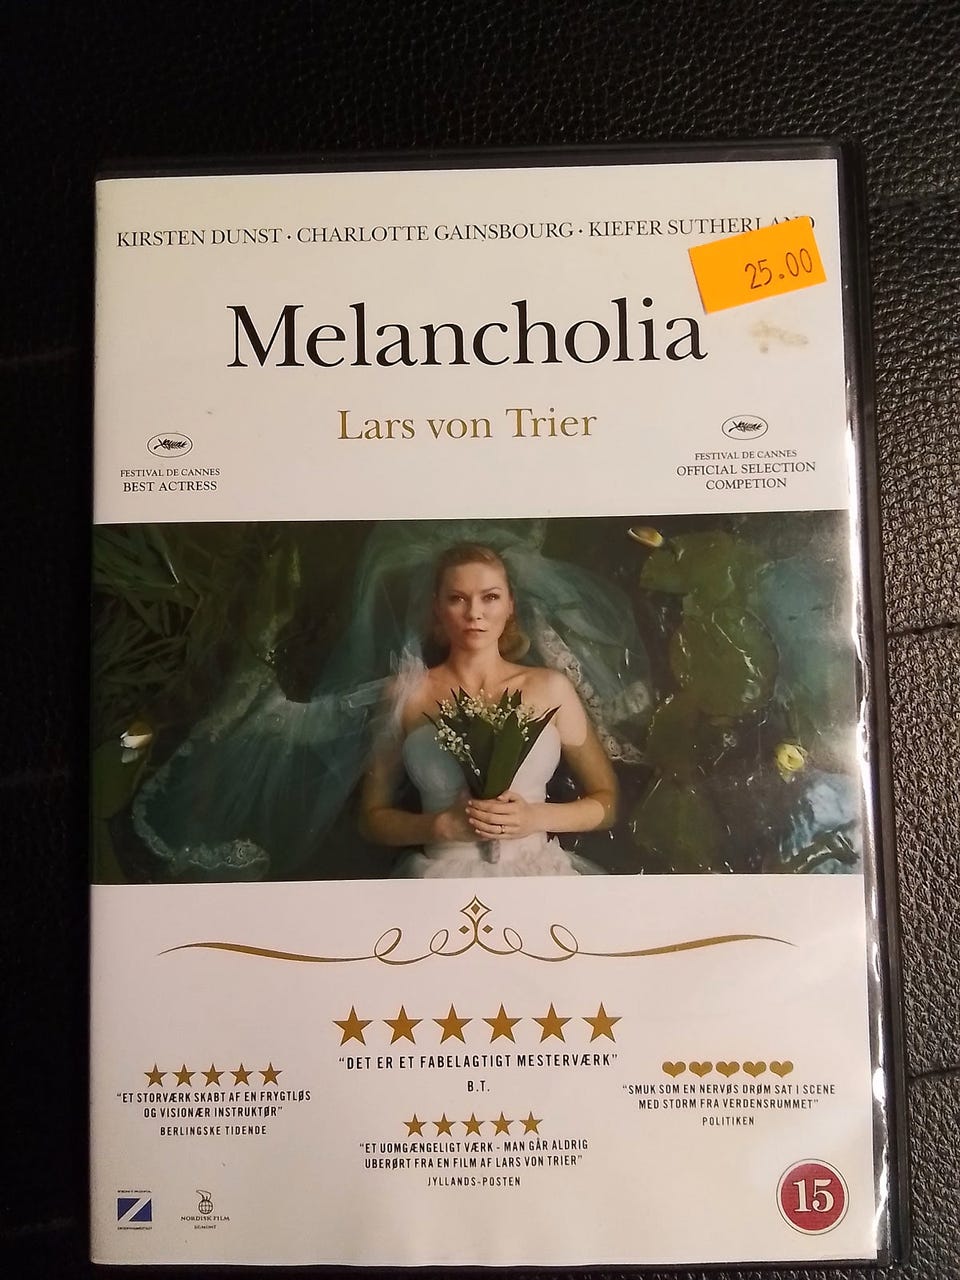 KIRSTEN DUNST · CHARLOTTE GAINSBOURG · KIEFER SUTHERLAND
25.00
Melancholia
Lars von Trier
FESTIVAL DE CANNES
BEST ACTRESS
FESTIVAL DE CANNES
OFFICIAL SELECTION
COMPETION
"DET ER ET FABELAGTIGT MESTERVÆRK"
B.T.
"ET STORVÆRK SKABT AF EN FRYGTLØS
OG VISIONÆR INSTRUKTØR"
BERLINGSKE TIDENDE
"SMUK SOM EN NERVØS DRØM SAT I SCENE
MED STORM FRA VERDENSRUMMET"
POLITIKEN
"ET UOMGÆNGELIGT VÆRK - MAN GÅR ALDRIG
UBERØRT FRA EN FILM AF LARS VON TRIER"
JYLLANDS-POSTEN
NORDISK FILM
EGMONT
15